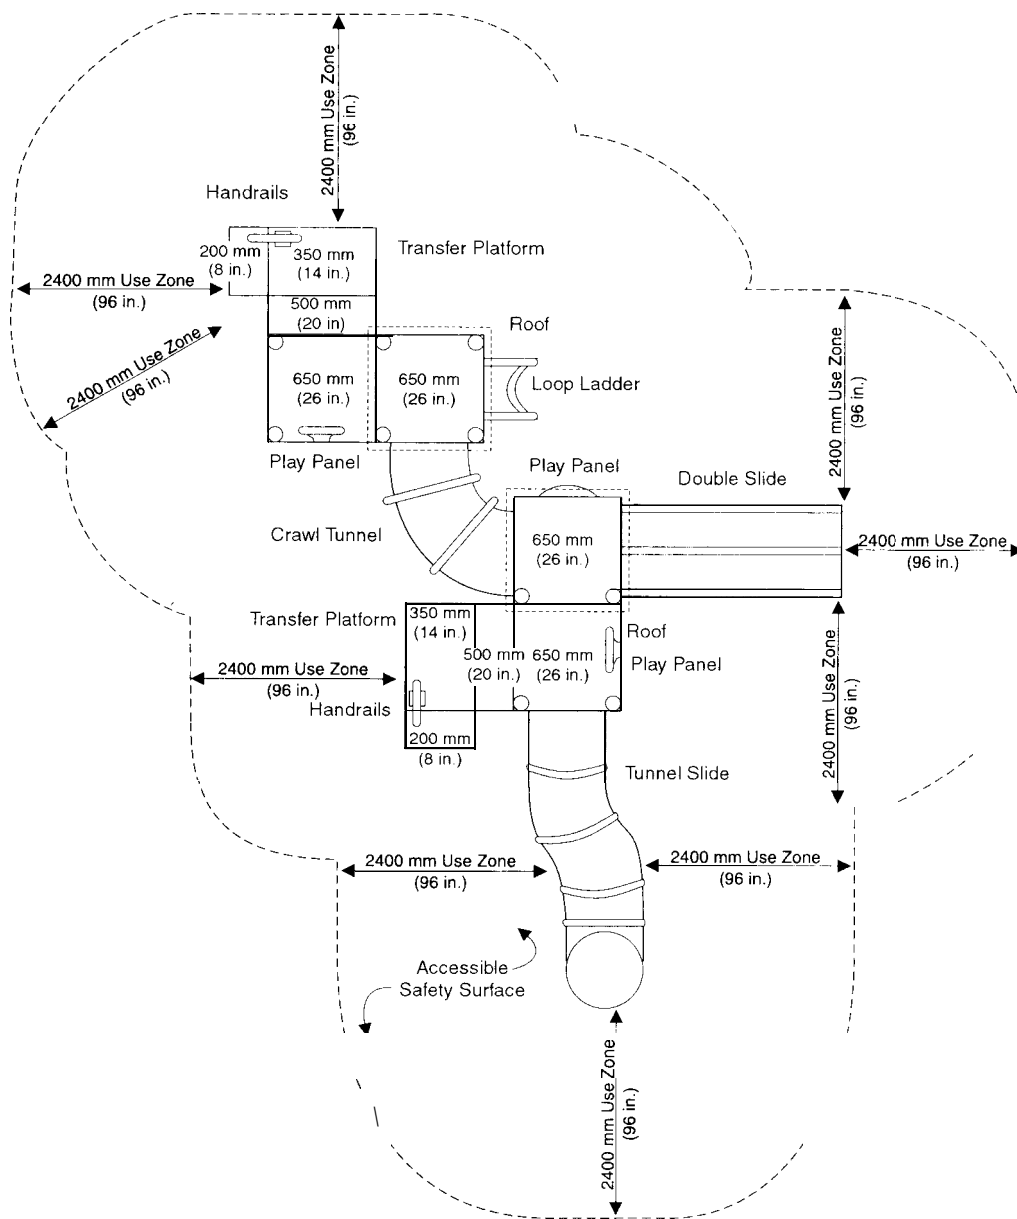 2400 mm Use Zone
(96 in.)
Handrails
200 mm
(8 in.)
350 mm
(14 in.)
Transfer Platform
2400 mm Use Zone
(96 in.)
500 mm
(20 in)
Roof
2400 mm Use Zone
(96 in.)
650 mm
(26 in.)
650 mm
(26 in.)
Loop Ladder
2400 mm Use Zone
(96 in.)
Play Panel
Play Panel
Double Slide
Crawl Tunnel
650 mm
(26 in.)
2400 mm Use Zone
(96 in.)
Transfer Platform
350 mm
(14 in.)
Roof
500 mm
(20 in.)
650 mm
(26 in.)
Play Panel
2400 mm Use Zone
(96 in.)
2400 mm Use Zone
(96 in.)
Handrails
200 mm
(8 in.)
Tunnel Slide
2400 mm Use Zone
(96 in.)
2400 mm Use Zone
(96 in.)
Accessible
Safety Surface
2400 mm Use Zone
(96 in.)